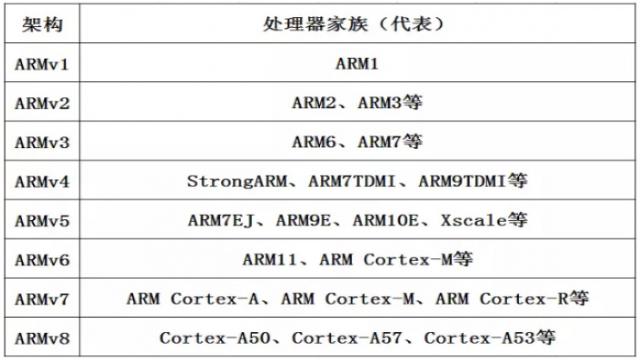 架构 处理器家族（代表）
ARMv1 ARM1
ARMv2 ARM2、ARM3等
ARMv3 ARM6、ARM7等
ARMv4 StrongARM、ARM7TDMI、ARM9TDMI等
ARMv5 ARM7EJ、ARM9E、ARM10E、Xscale等
ARMv6 ARM11、ARM Cortex-M等
ARMv7 ARM Cortex-A、ARM Cortex-M、ARM Cortex-R等
ARMv8 Cortex-A50、Cortex-A57、Cortex-A53等